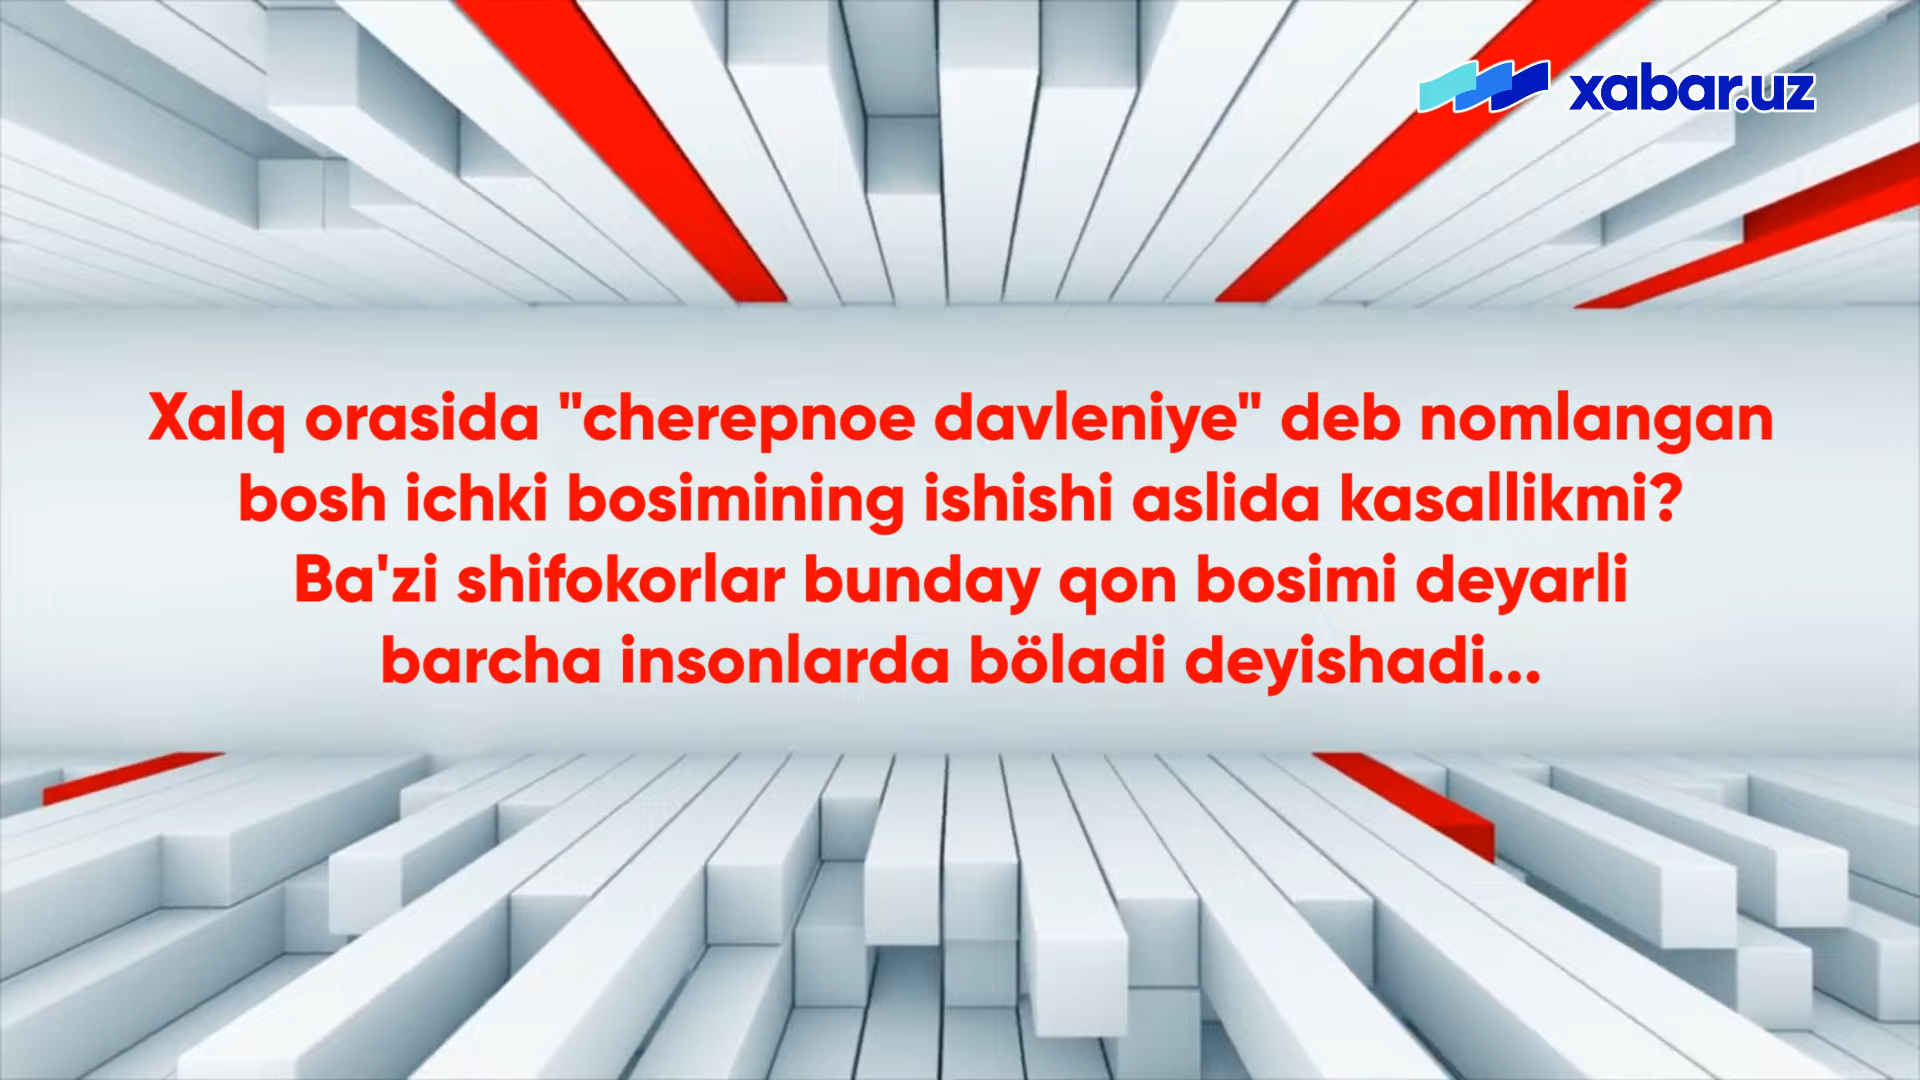 xabar.uz
Xalq orasida "cherepnoe davleniye" deb nomlangan
bosh ichki bosimining ishishi aslida kasallikmi?
Ba'zi shifokorlar bunday qon bosimi deyarli
barcha insonlarda böladi deyishadi...